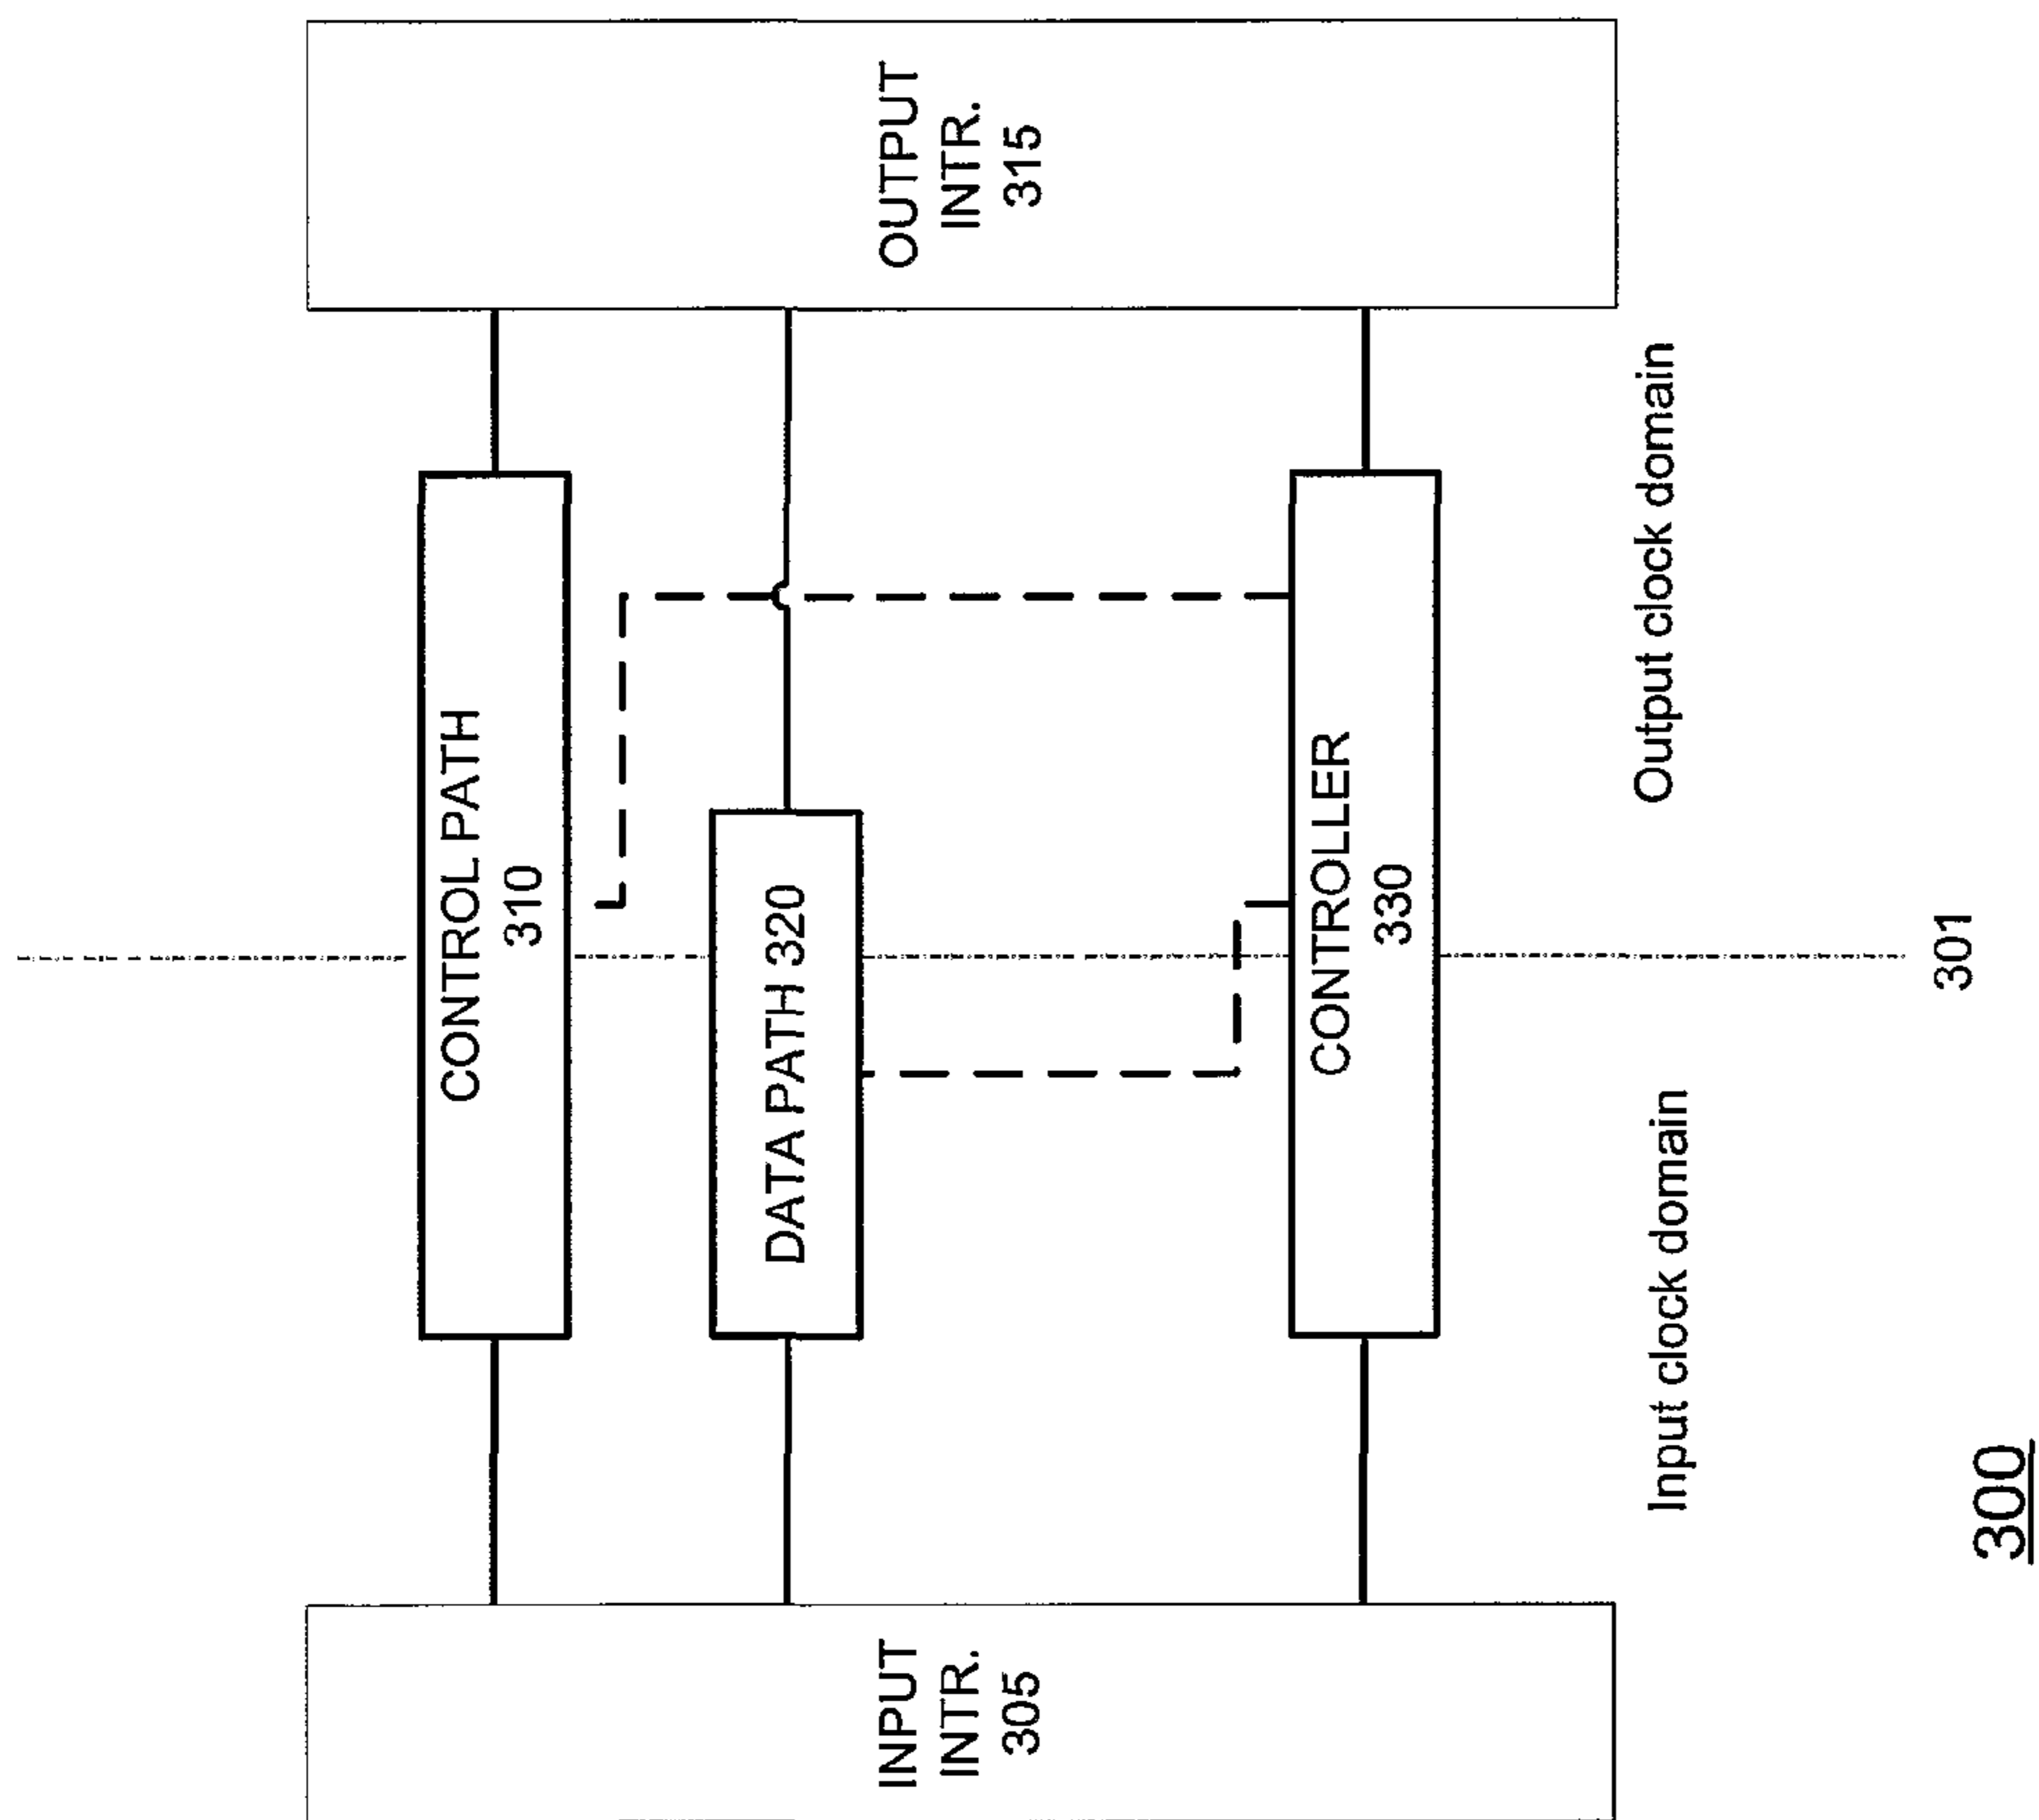 INPUT
INTR.
305
CONTROL PATH
310
DATA PATH 320
CONTROLLER
330
OUTPUT
INTR.
315
Input clock domain
Output clock domain
301
300